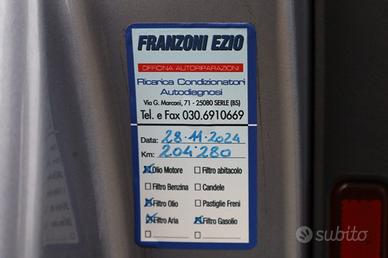 FRANZONI EZIO
OFFICINA AUTORIPARAZIONI
Ricarica Condizionatori
Autodiagnosi
Via G. Marconi, 71 - 25080 SERLE (BS)
Tel. e Fax 030.6910669
Data: 28-11-2024
Km: 204.280
Olio Motore Filtro abitacolo
Filtro Benzina Candele
Filtro Olio Pastiglie Freni
Filtro Aria Filtro Gasolio
subito